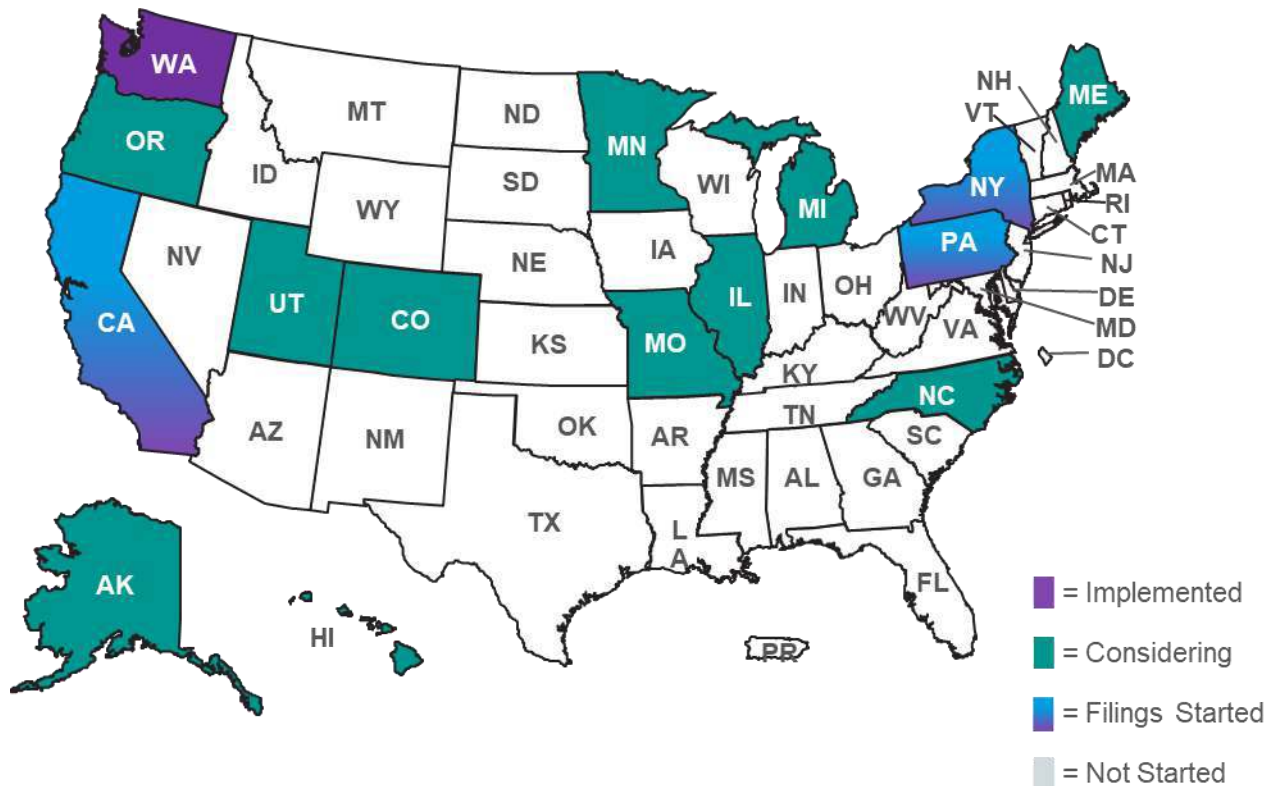 WA
MT
ND
MN
NH
VT
ME
OR
ID
SD
WI
MI
NY
MA
RI
CT
NJ
WY
PA
NV
NE
IA
DE
MD
DC
UT
CO
IL
IN
OH
WV
VA
CA
KS
MO
KY
NC
TN
AZ
NM
OK
AR
SC
MS
AL
GA
TX
L
A
FL
AK
HI
PR
= Implemented
= Considering
= Filings Started
= Not Started